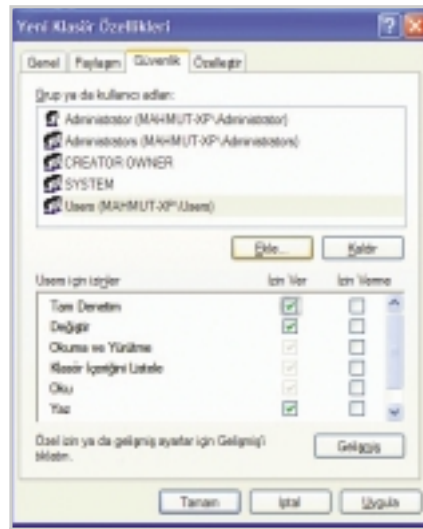 Yeni Klasör Özellikleri
Genel Paylaşım Güvenlik Özelleştir
Grup ya da kullanıcı adları:
Administrator (MAHMUT-XP\Administrator)
Administrators (MAHMUT-XP\Administrators)
CREATOR OWNER
SYSTEM
Users (MAHMUT-XP\Users)
Ekle... Kaldır
Users için izinler İzin Ver İzin Verme
Tam Denetim
Değiştir
Okuma ve Yürütme
Klasör İçeriğini Listele
Oku
Yaz
Özel izin ya da gelişmiş ayarlar için Gelişmiş'i
tıklatın.
Gelişmiş
Tamam İptal Uygula